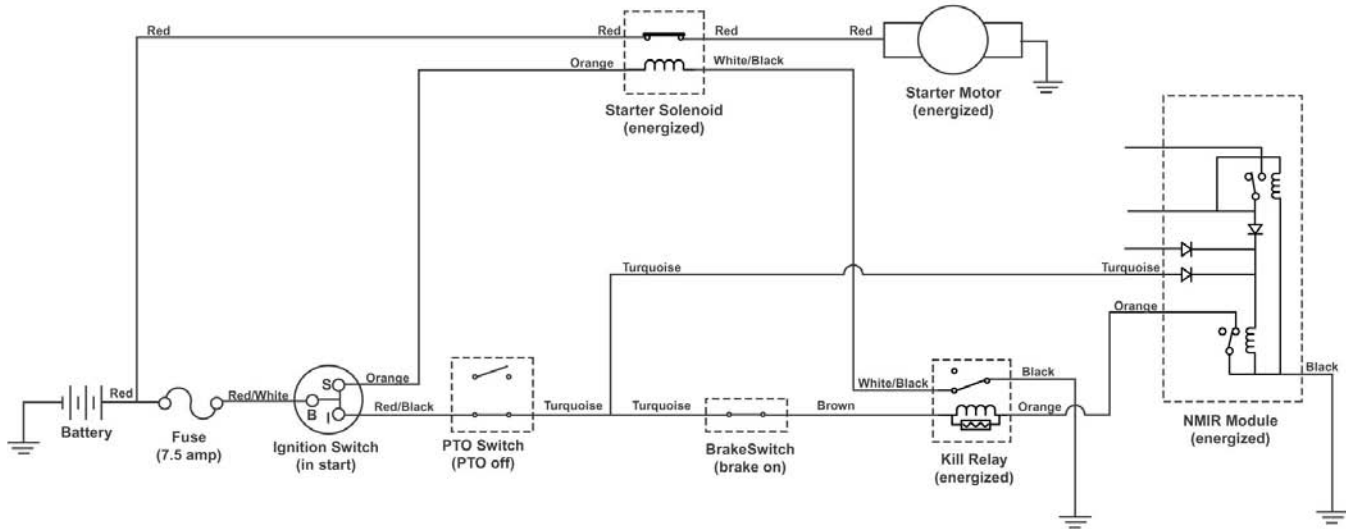 Red
Red
Red
Orange
White/Black
Starter Solenoid
(energized)
Starter Motor
(energized)
Turquoise
Turquoise
Orange
Red
Red/White
S
B
I
Orange
Red/Black
Turquoise
Turquoise
Brown
White/Black
Black
Orange
Black
Battery
Fuse
(7.5 amp)
Ignition Switch
(in start)
PTO Switch
(PTO off)
BrakeSwitch
(brake on)
Kill Relay
(energized)
NMIR Module
(energized)